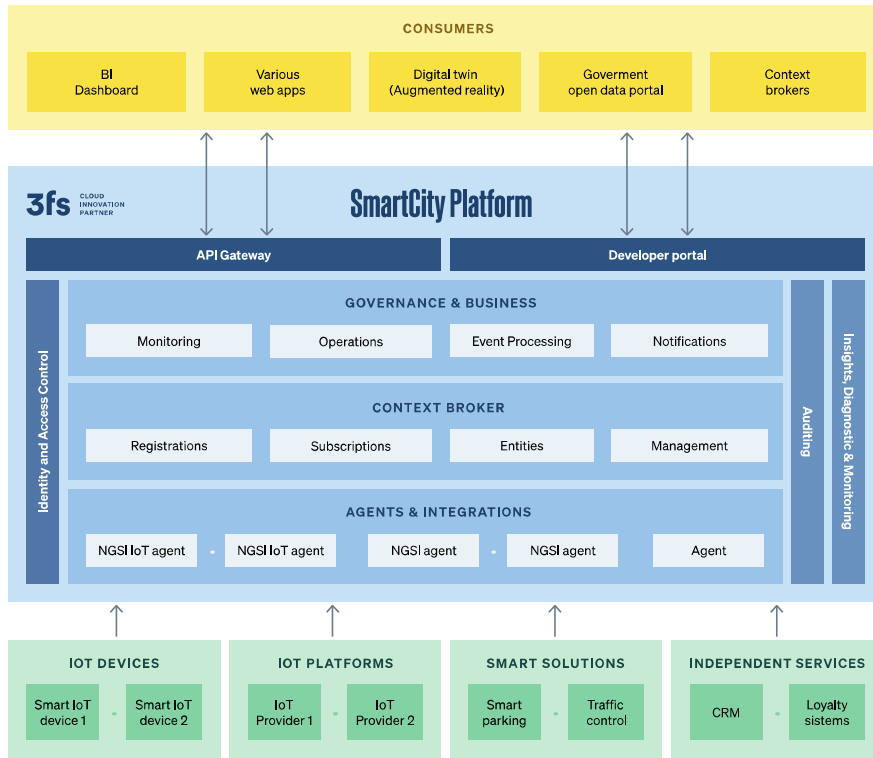 CONSUMERS
BI
Dashboard
Various
web apps
Digital twin
(Augmented reality)
Goverment
open data portal
Context
brokers
3fs
CLOUD
INNOVATION
PARTNER
SmartCity Platform
API Gateway
Developer portal
Identity and Access Control
GOVERNANCE & BUSINESS
Monitoring
Operations
Event Processing
Notifications
CONTEXT BROKER
Registrations
Subscriptions
Entities
Management
AGENTS & INTEGRATIONS
NGSI IoT agent
NGSI IoT agent
NGSI agent
NGSI agent
Agent
Auditing
Insights, Diagnostic & Monitoring
IOT DEVICES
Smart IoT
device 1
Smart IoT
device 2
IOT PLATFORMS
IoT
Provider 1
IoT
Provider 2
SMART SOLUTIONS
Smart
parking
Traffic
control
INDEPENDENT SERVICES
CRM
Loyalty
sistems